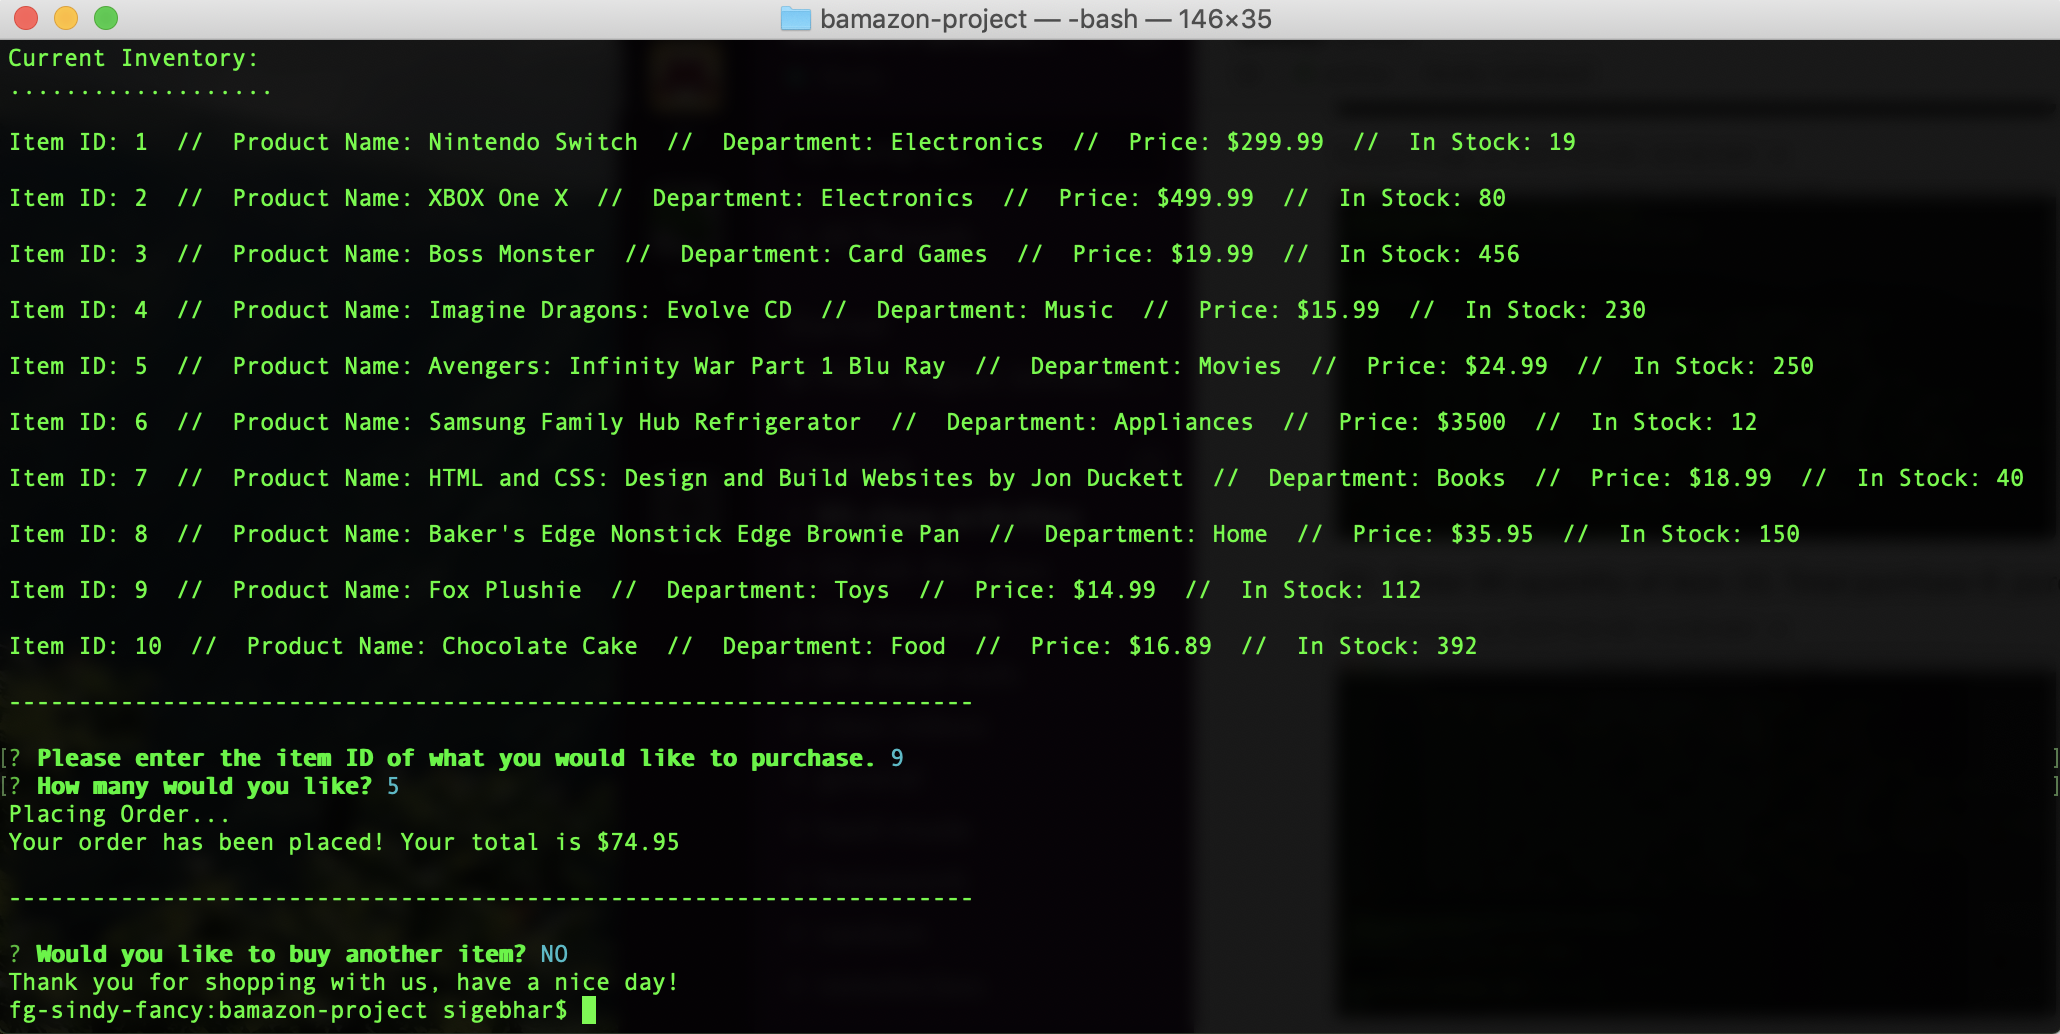 bamazon-project — -bash — 146×35
Current Inventory:
...................
Item ID: 1  //  Product Name: Nintendo Switch  //  Department: Electronics  //  Price: $299.99  //  In Stock: 19
Item ID: 2  //  Product Name: XBOX One X  //  Department: Electronics  //  Price: $499.99  //  In Stock: 80
Item ID: 3  //  Product Name: Boss Monster  //  Department: Card Games  //  Price: $19.99  //  In Stock: 456
Item ID: 4  //  Product Name: Imagine Dragons: Evolve CD  //  Department: Music  //  Price: $15.99  //  In Stock: 230
Item ID: 5  //  Product Name: Avengers: Infinity War Part 1 Blu Ray  //  Department: Movies  //  Price: $24.99  //  In Stock: 250
Item ID: 6  //  Product Name: Samsung Family Hub Refrigerator  //  Department: Appliances  //  Price: $3500  //  In Stock: 12
Item ID: 7  //  Product Name: HTML and CSS: Design and Build Websites by Jon Duckett  //  Department: Books  //  Price: $18.99  //  In Stock: 40
Item ID: 8  //  Product Name: Baker's Edge Nonstick Edge Brownie Pan  //  Department: Home  //  Price: $35.95  //  In Stock: 150
Item ID: 9  //  Product Name: Fox Plushie  //  Department: Toys  //  Price: $14.99  //  In Stock: 112
Item ID: 10  //  Product Name: Chocolate Cake  //  Department: Food  //  Price: $16.89  //  In Stock: 392
---------------------------------------------------------------------
[? Please enter the item ID of what you would like to purchase. 9 ]
[? How many would you like? 5 ]
Placing Order...
Your order has been placed! Your total is $74.95
---------------------------------------------------------------------
? Would you like to buy another item? NO
Thank you for shopping with us, have a nice day!
fg-sindy-fancy:bamazon-project sigebhar$